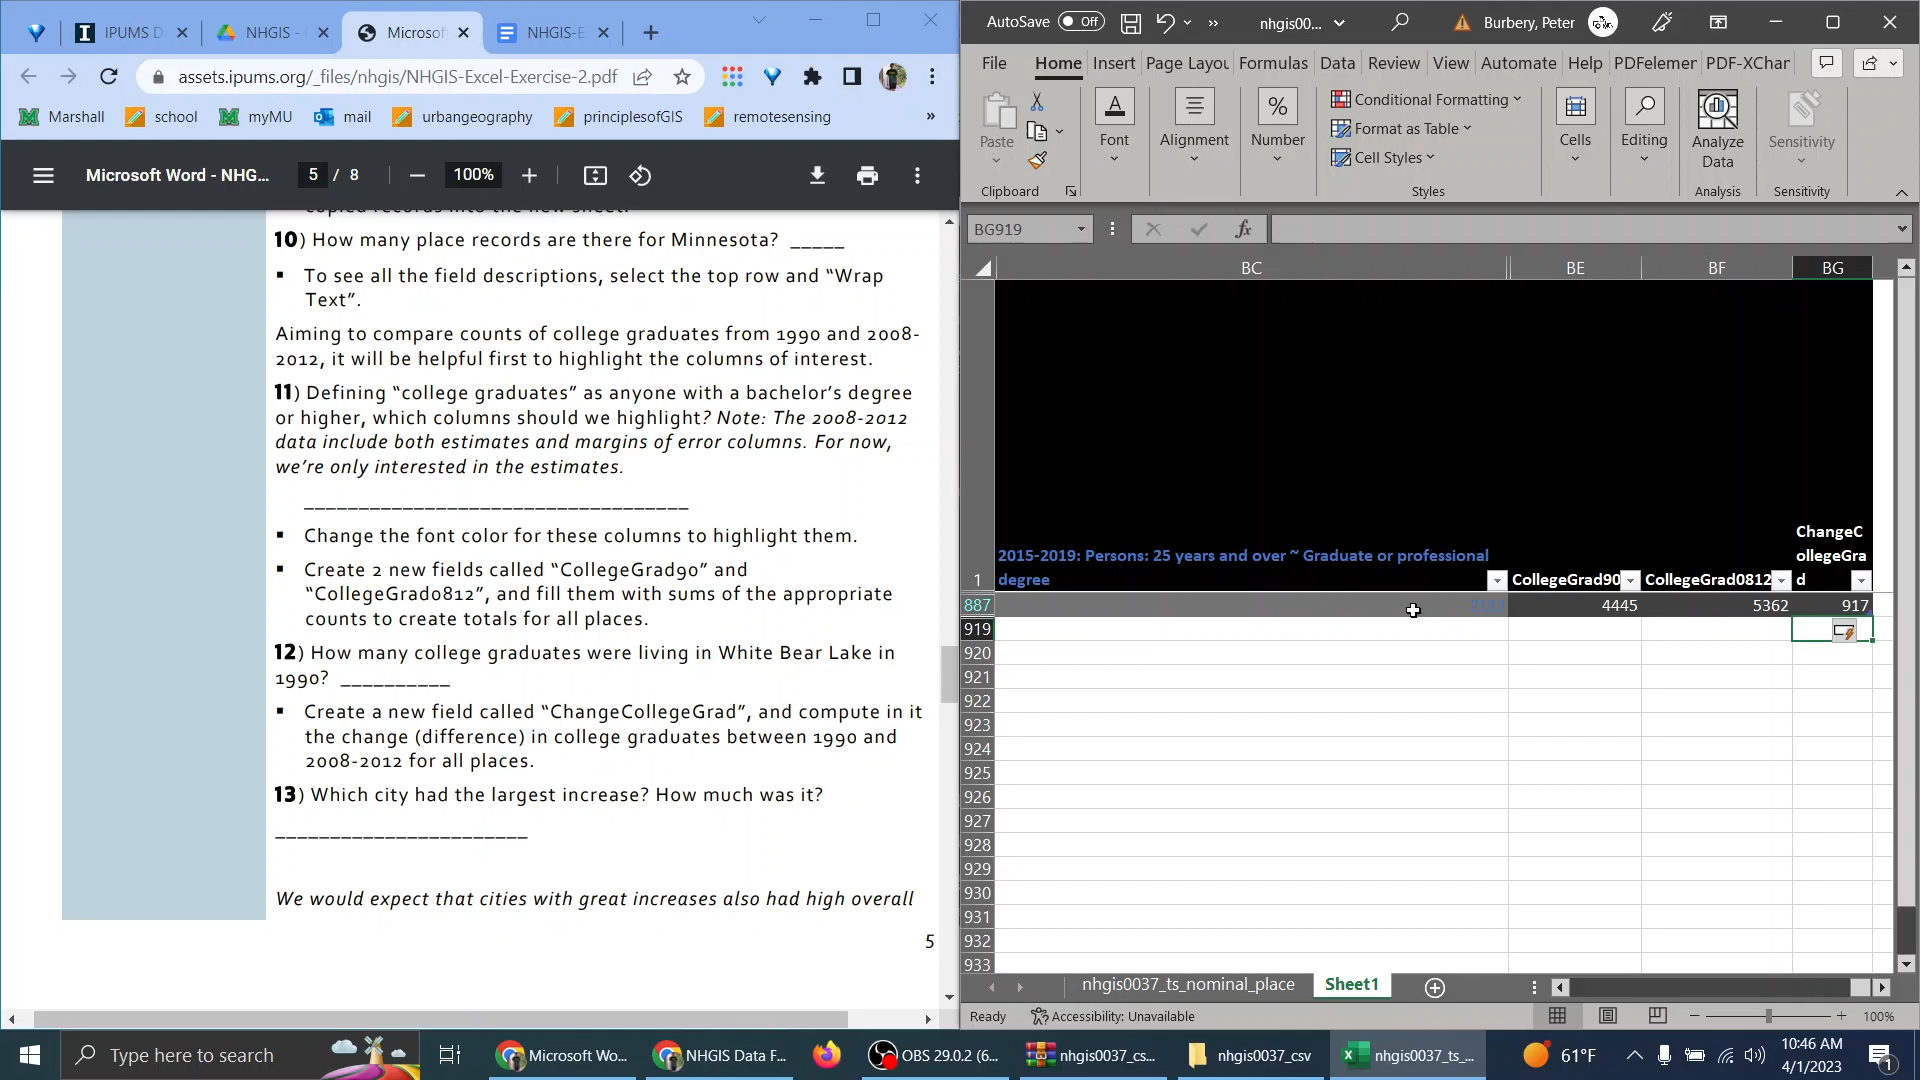 IPUMS D
NHGIS -
Microsof
NHGIS-E
assets.ipums.org/_files/nhgis/NHGIS-Excel-Exercise-2.pdf
Marshall
school
myMU
mail
urbangeography
principlesofGIS
remotesensing
»
Microsoft Word - NHG...
5 / 8
100%
copied records into the new sheet.
10) How many place records are there for Minnesota? _____
▪ To see all the field descriptions, select the top row and “Wrap
Text”.
Aiming to compare counts of college graduates from 1990 and 2008-
2012, it will be helpful first to highlight the columns of interest.
11) Defining “college graduates” as anyone with a bachelor’s degree
or higher, which columns should we highlight? Note: The 2008-2012
data include both estimates and margins of error columns. For now,
we’re only interested in the estimates.
___________________________________
▪ Change the font color for these columns to highlight them.
▪ Create 2 new fields called “CollegeGrad90” and
“CollegeGrad0812”, and fill them with sums of the appropriate
counts to create totals for all places.
12) How many college graduates were living in White Bear Lake in
1990? __________
▪ Create a new field called “ChangeCollegeGrad”, and compute in it
the change (difference) in college graduates between 1990 and
2008-2012 for all places.
13) Which city had the largest increase? How much was it?
_______________________
We would expect that cities with great increases also had high overall
5
AutoSave Off
»
nhgis00...
Burbery, Peter
File
Home
Insert
Page Layou
Formulas
Data
Review
View
Automate
Help
PDFelemer
PDF-XChar
Paste
Clipboard
Font
Alignment
%
Number
Conditional Formatting
Format as Table
Cell Styles
Styles
Cells
Editing
Analyze
Data
Analysis
Sensitivity
Sensitivity
BG919
fx
BC
BE
BF
BG
1
2015-2019: Persons: 25 years and over ~ Graduate or professional
degree
CollegeGrad90
CollegeGrad0812
ChangeC
ollegeGra
d
887
4445
5362
917
919
920
921
922
923
924
925
926
927
928
929
930
931
932
933
nhgis0037_ts_nominal_place
Sheet1
Ready
Accessibility: Unavailable
100%
Type here to search
Microsoft Wo...
NHGIS Data F...
OBS 29.0.2 (6...
nhgis0037_cs...
nhgis0037_csv
nhgis0037_ts_...
61°F
10:46 AM
4/1/2023
1